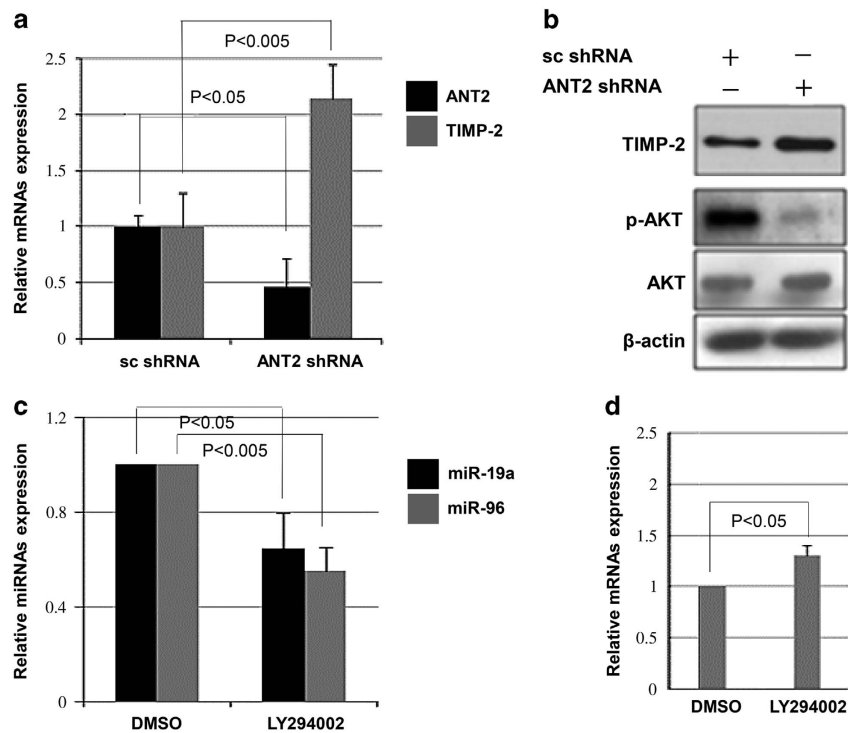 a
Relative mRNAs expression
2.5
2
1.5
1
0.5
0
P<0.005
P<0.05
sc shRNA
ANT2 shRNA
ANT2
TIMP-2
b
sc shRNA + −
ANT2 shRNA − +
TIMP-2
p-AKT
AKT
β-actin
c
Relative miRNAs expression
1.2
0.8
0.4
0
P<0.05
P<0.005
DMSO
LY294002
miR-19a
miR-96
d
Relative mRNAs expression
2.5
2
1.5
1
0.5
0
P<0.05
DMSO
LY294002